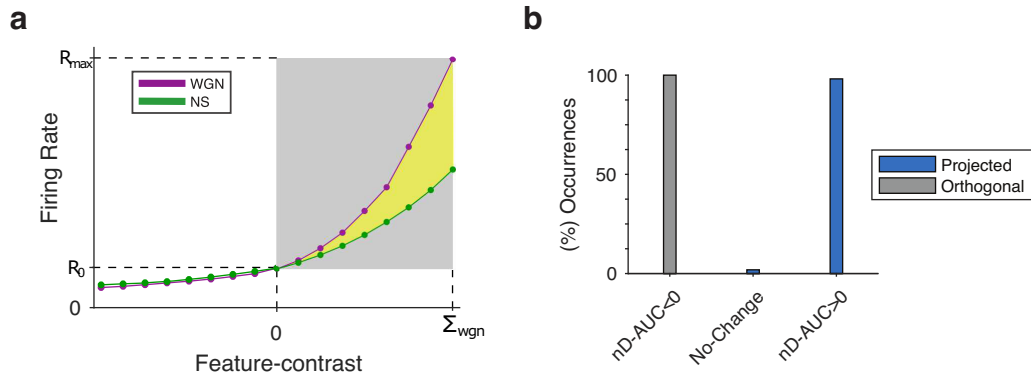 a
b
R_max
WGN
NS
Firing Rate
R_0
0
0
Σ_wgn
Feature-contrast
100
50
0
(%) Occurrences
nD-AUC<0
No-Change
nD-AUC>0
Projected
Orthogonal